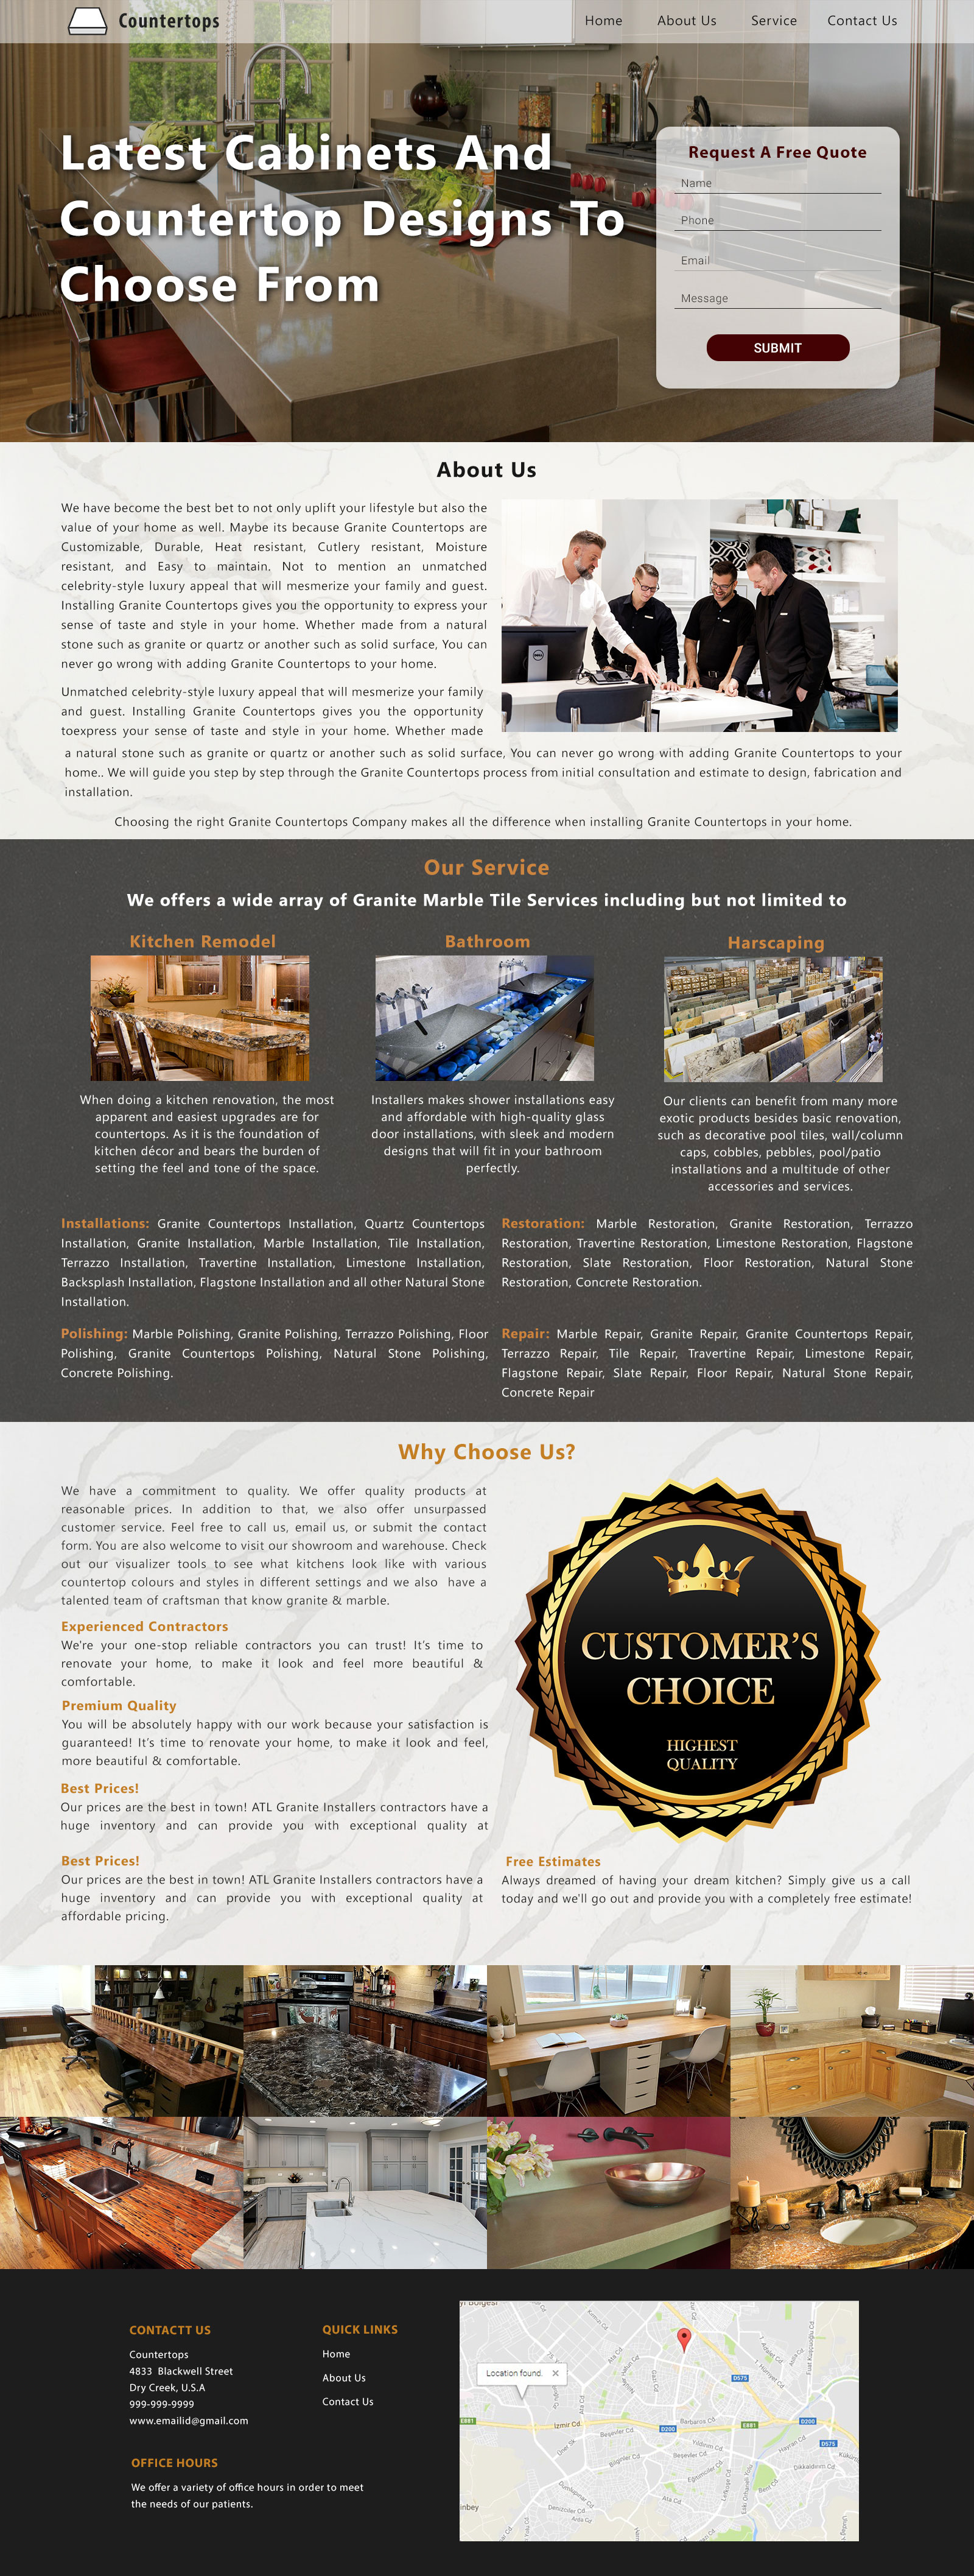 Countertops
Home About Us Service Contact Us
Latest Cabinets And
Countertop Designs To
Choose From
Request A Free Quote
Name
Phone
Email
Message
SUBMIT
About Us
We have become the best bet to not only uplift your lifestyle but also the
value of your home as well. Maybe its because Granite Countertops are
Customizable, Durable, Heat resistant, Cutlery resistant, Moisture
resistant, and Easy to maintain. Not to mention an unmatched
celebrity-style luxury appeal that will mesmerize your family and guest.
Installing Granite Countertops gives you the opportunity to express your
sense of taste and style in your home. Whether made from a natural
stone such as granite or quartz or another such as solid surface, You can
never go wrong with adding Granite Countertops to your home.
Unmatched celebrity-style luxury appeal that will mesmerize your family
and guest. Installing Granite Countertops gives you the opportunity
toexpress your sense of taste and style in your home. Whether made
a natural stone such as granite or quartz or another such as solid surface, You can never go wrong with adding Granite Countertops to your
home.. We will guide you step by step through the Granite Countertops process from initial consultation and estimate to design, fabrication and
installation.
Choosing the right Granite Countertops Company makes all the difference when installing Granite Countertops in your home.
Our Service
We offers a wide array of Granite Marble Tile Services including but not limited to
Kitchen Remodel
When doing a kitchen renovation, the most
apparent and easiest upgrades are for
countertops. As it is the foundation of
kitchen décor and bears the burden of
setting the feel and tone of the space.
Bathroom
Installers makes shower installations easy
and affordable with high-quality glass
door installations, with sleek and modern
designs that will fit in your bathroom
perfectly.
Harscaping
Our clients can benefit from many more
exotic products besides basic renovation,
such as decorative pool tiles, wall/column
caps, cobbles, pebbles, pool/patio
installations and a multitude of other
accessories and services.
Installations: Granite Countertops Installation, Quartz Countertops
Installation, Granite Installation, Marble Installation, Tile Installation,
Terrazzo Installation, Travertine Installation, Limestone Installation,
Backsplash Installation, Flagstone Installation and all other Natural Stone
Installation.
Restoration: Marble Restoration, Granite Restoration, Terrazzo
Restoration, Travertine Restoration, Limestone Restoration, Flagstone
Restoration, Slate Restoration, Floor Restoration, Natural Stone
Restoration, Concrete Restoration.
Polishing: Marble Polishing, Granite Polishing, Terrazzo Polishing, Floor
Polishing, Granite Countertops Polishing, Natural Stone Polishing,
Concrete Polishing.
Repair: Marble Repair, Granite Repair, Granite Countertops Repair,
Terrazzo Repair, Tile Repair, Travertine Repair, Limestone Repair,
Flagstone Repair, Slate Repair, Floor Repair, Natural Stone Repair,
Concrete Repair
Why Choose Us?
We have a commitment to quality. We offer quality products at
reasonable prices. In addition to that, we also offer unsurpassed
customer service. Feel free to call us, email us, or submit the contact
form. You are also welcome to visit our showroom and warehouse. Check
out our visualizer tools to see what kitchens look like with various
countertop colours and styles in different settings and we also have a
talented team of craftsman that know granite & marble.
Experienced Contractors
We're your one-stop reliable contractors you can trust! It's time to
renovate your home, to make it look and feel more beautiful &
comfortable.
Premium Quality
You will be absolutely happy with our work because your satisfaction is
guaranteed! It's time to renovate your home, to make it look and feel,
more beautiful & comfortable.
Best Prices!
Our prices are the best in town! ATL Granite Installers contractors have a
huge inventory and can provide you with exceptional quality at
CUSTOMER'S
CHOICE
HIGHEST
QUALITY
Best Prices!
Our prices are the best in town! ATL Granite Installers contractors have a
huge inventory and can provide you with exceptional quality at
affordable pricing.
Free Estimates
Always dreamed of having your dream kitchen? Simply give us a call
today and we'll go out and provide you with a completely free estimate!
CONTACTT US
Countertops
4833 Blackwell Street
Dry Creek, U.S.A
999-999-9999
www.emailid@gmail.com
QUICK LINKS
Home
About Us
Contact Us
OFFICE HOURS
We offer a variety of office hours in order to meet
the needs of our patients.
Location found.
D575
E881
İzmir Cd.
D200
Barbaros Cd.
E881
D200
D575
inbey